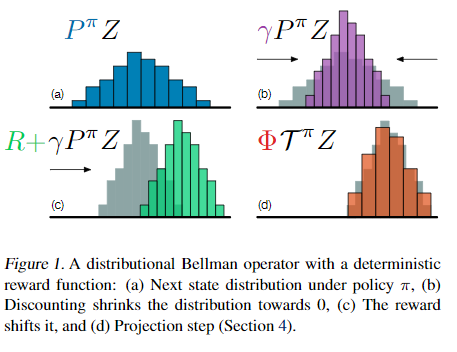 P^π Z
γP^π Z
(a)
(b)
R+γP^π Z
Φ 𝒯^π Z
(c)
(d)
Figure 1. A distributional Bellman operator with a deterministic
reward function: (a) Next state distribution under policy π, (b)
Discounting shrinks the distribution towards 0, (c) The reward
shifts it, and (d) Projection step (Section 4).